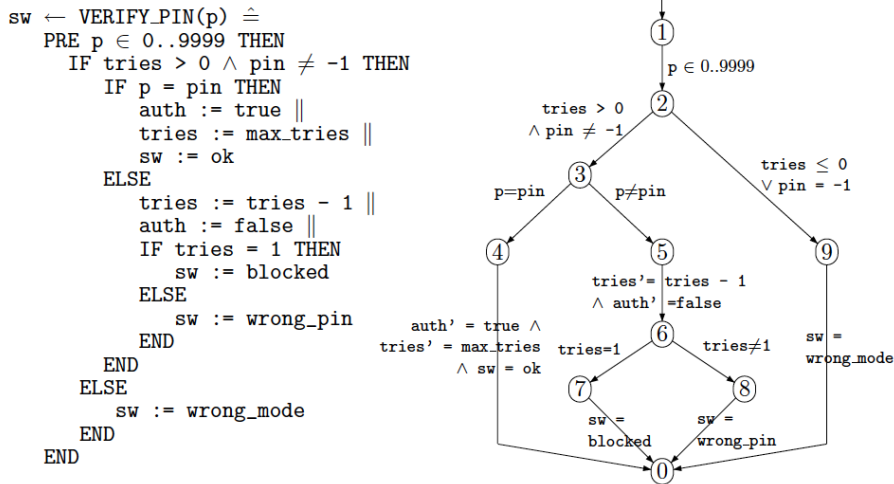 sw ← VERIFY_PIN(p) ≙
PRE p ∈ 0..9999 THEN
IF tries > 0 ∧ pin ≠ -1 THEN
IF p = pin THEN
auth := true ||
tries := max_tries ||
sw := ok
ELSE
tries := tries - 1 ||
auth := false ||
IF tries = 1 THEN
sw := blocked
ELSE
sw := wrong_pin
END
END
ELSE
sw := wrong_mode
END
END
1
p ∈ 0..9999
2
tries > 0
∧ pin ≠ -1
tries ≤ 0
∨ pin = -1
3
p=pin
p≠pin
4
5
9
tries'= tries - 1
∧ auth' =false
auth' = true ∧
tries' = max_tries
∧ sw = ok
6
tries=1
tries≠1
sw =
wrong_mode
7
8
sw =
blocked
sw =
wrong_pin
0